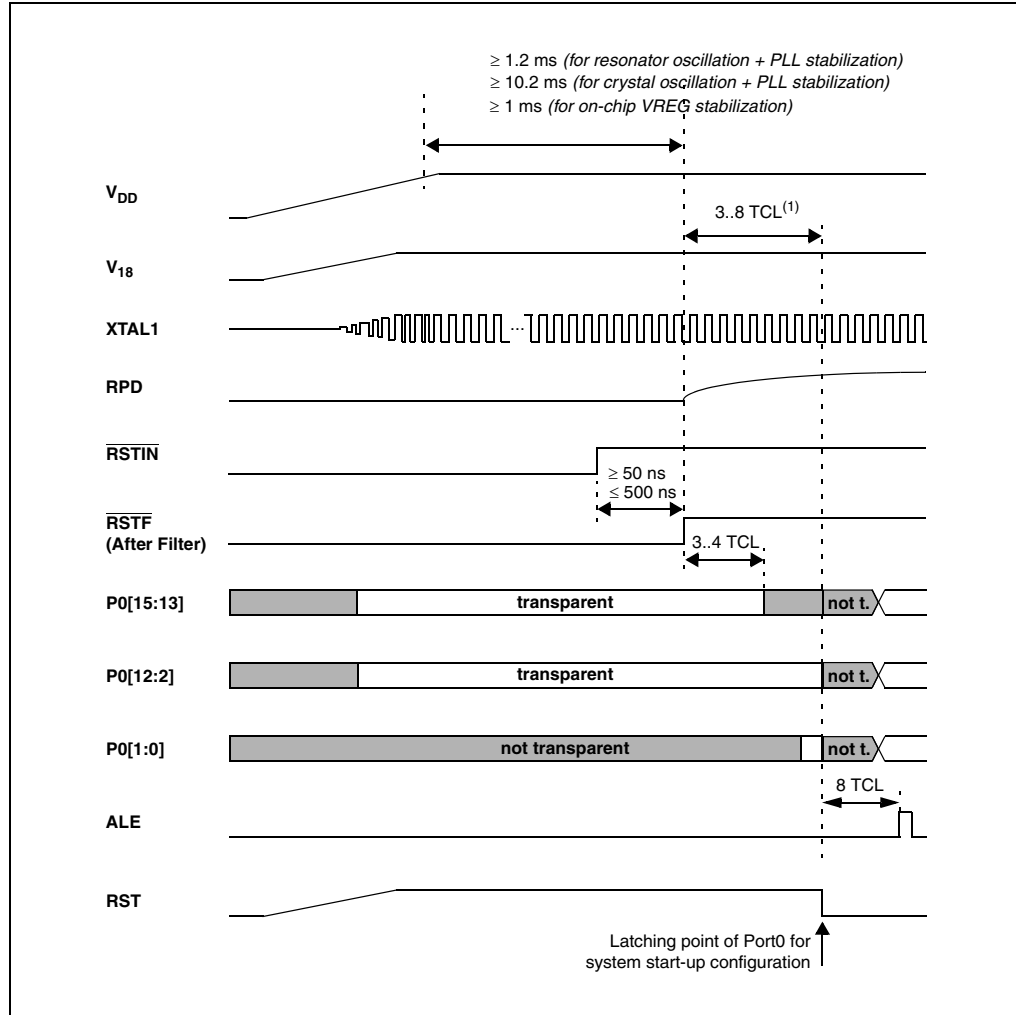 ≥ 1.2 ms (for resonator oscillation + PLL stabilization)
≥ 10.2 ms (for crystal oscillation + PLL stabilization)
≥ 1 ms (for on-chip VREG stabilization)
VDD
3..8 TCL(1)
V18
XTAL1
...
RPD
RSTIN
≥ 50 ns
≤ 500 ns
RSTF
(After Filter)
3..4 TCL
P0[15:13]
transparent
not t.
P0[12:2]
transparent
not t.
P0[1:0]
not transparent
not t.
8 TCL
ALE
RST
Latching point of Port0 for
system start-up configuration